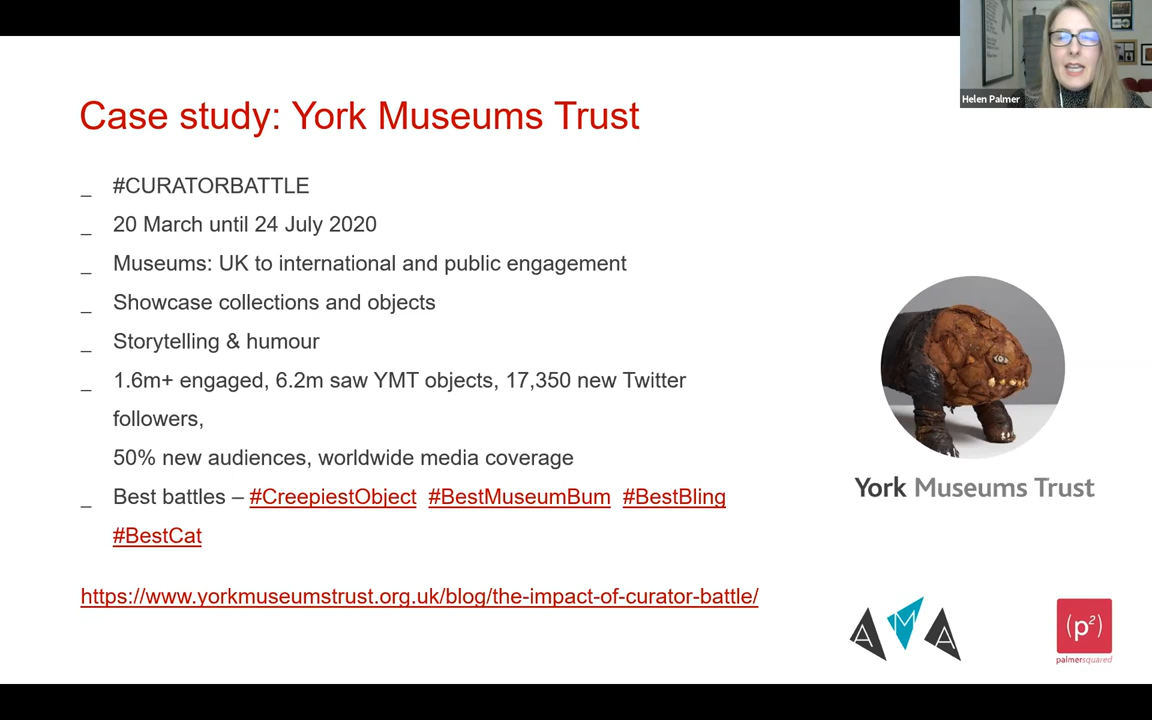 Helen Palmer
Case study: York Museums Trust
_ #CURATORBATTLE
_ 20 March until 24 July 2020
_ Museums: UK to international and public engagement
_ Showcase collections and objects
_ Storytelling & humour
_ 1.6m+ engaged, 6.2m saw YMT objects, 17,350 new Twitter
followers,
50% new audiences, worldwide media coverage
_ Best battles – #CreepiestObject #BestMuseumBum #BestBling
#BestCat
https://www.yorkmuseumstrust.org.uk/blog/the-impact-of-curator-battle/
York Museums Trust
AMA
(p²)
palmersquared